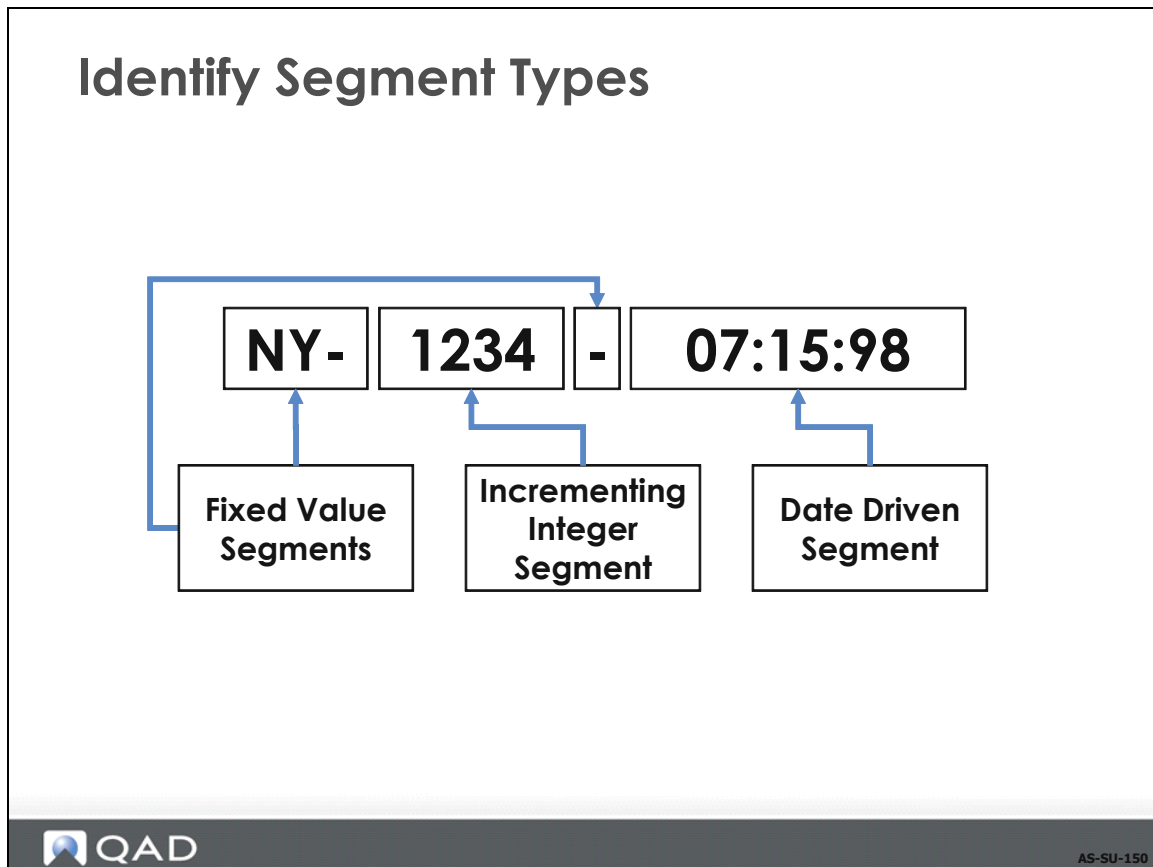 Identify Segment Types
NY- 1234 - 07:15:98
Fixed Value
Segments
Incrementing
Integer
Segment
Date Driven
Segment
QAD
AS-SU-150